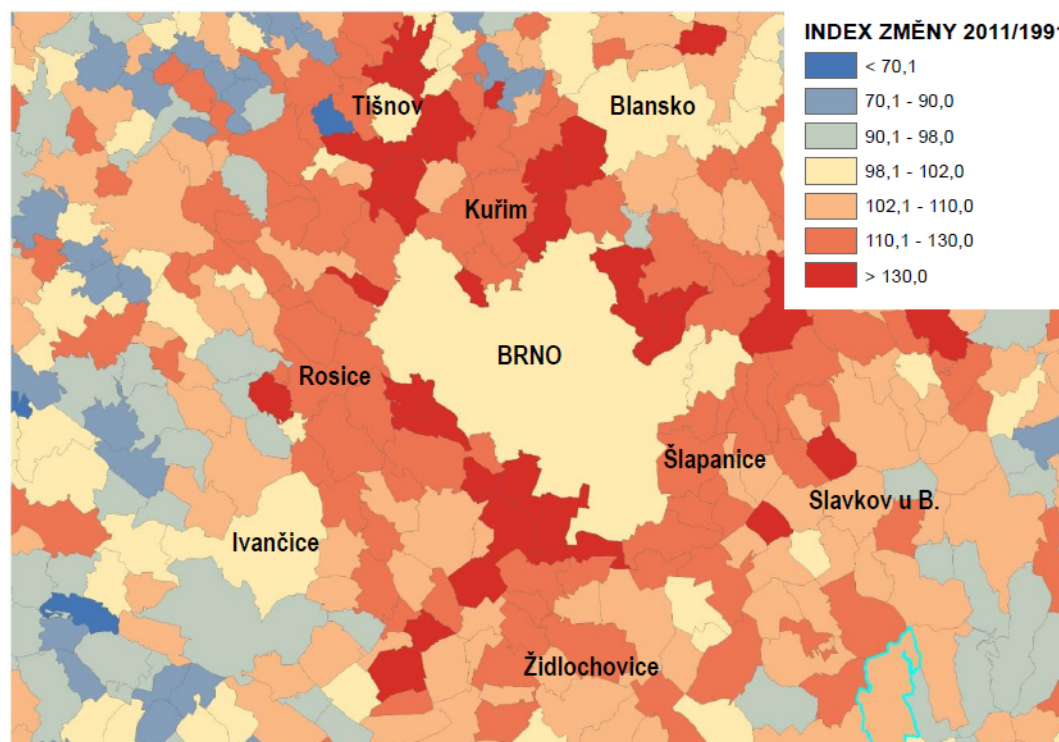 INDEX ZMĚNY 2011/1991
< 70,1
70,1 - 90,0
90,1 - 98,0
98,1 - 102,0
102,1 - 110,0
110,1 - 130,0
> 130,0
Tišnov
Blansko
Kuřim
BRNO
Rosice
Šlapanice
Slavkov u B.
Ivančice
Židlochovice